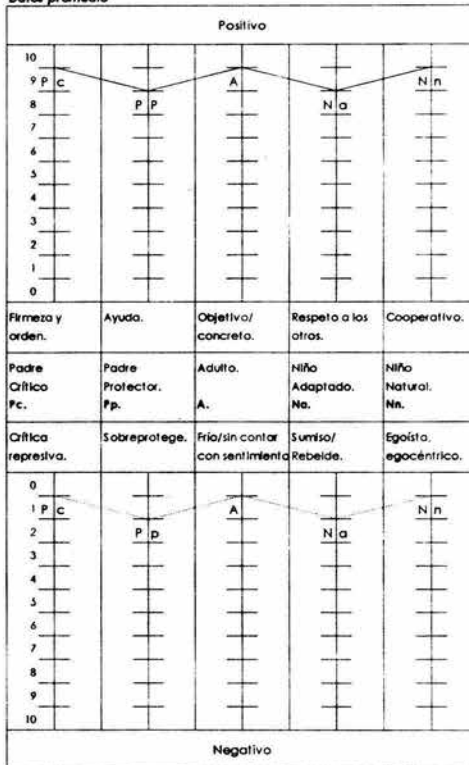 Datos promedio
Positivo
10
9 P c A N n
8 P P N a
7
6
5
4
3
2
1
0
Firmeza y orden. Ayuda. Objetivo/ concreto. Respeto a los otros. Cooperativo.
Padre Crítico Pc. Padre Protector. Pp. Adulto. A. Niño Adaptado. Na. Niño Natural. Nn.
Crítica represiva. Sobreprotege. Frío/sin contar con sentimiento Sumiso/ Rebelde. Egoísta, egocéntrico.
0
1 P c A N n
2 P p N a
3
4
5
6
7
8
9
10
Negativo